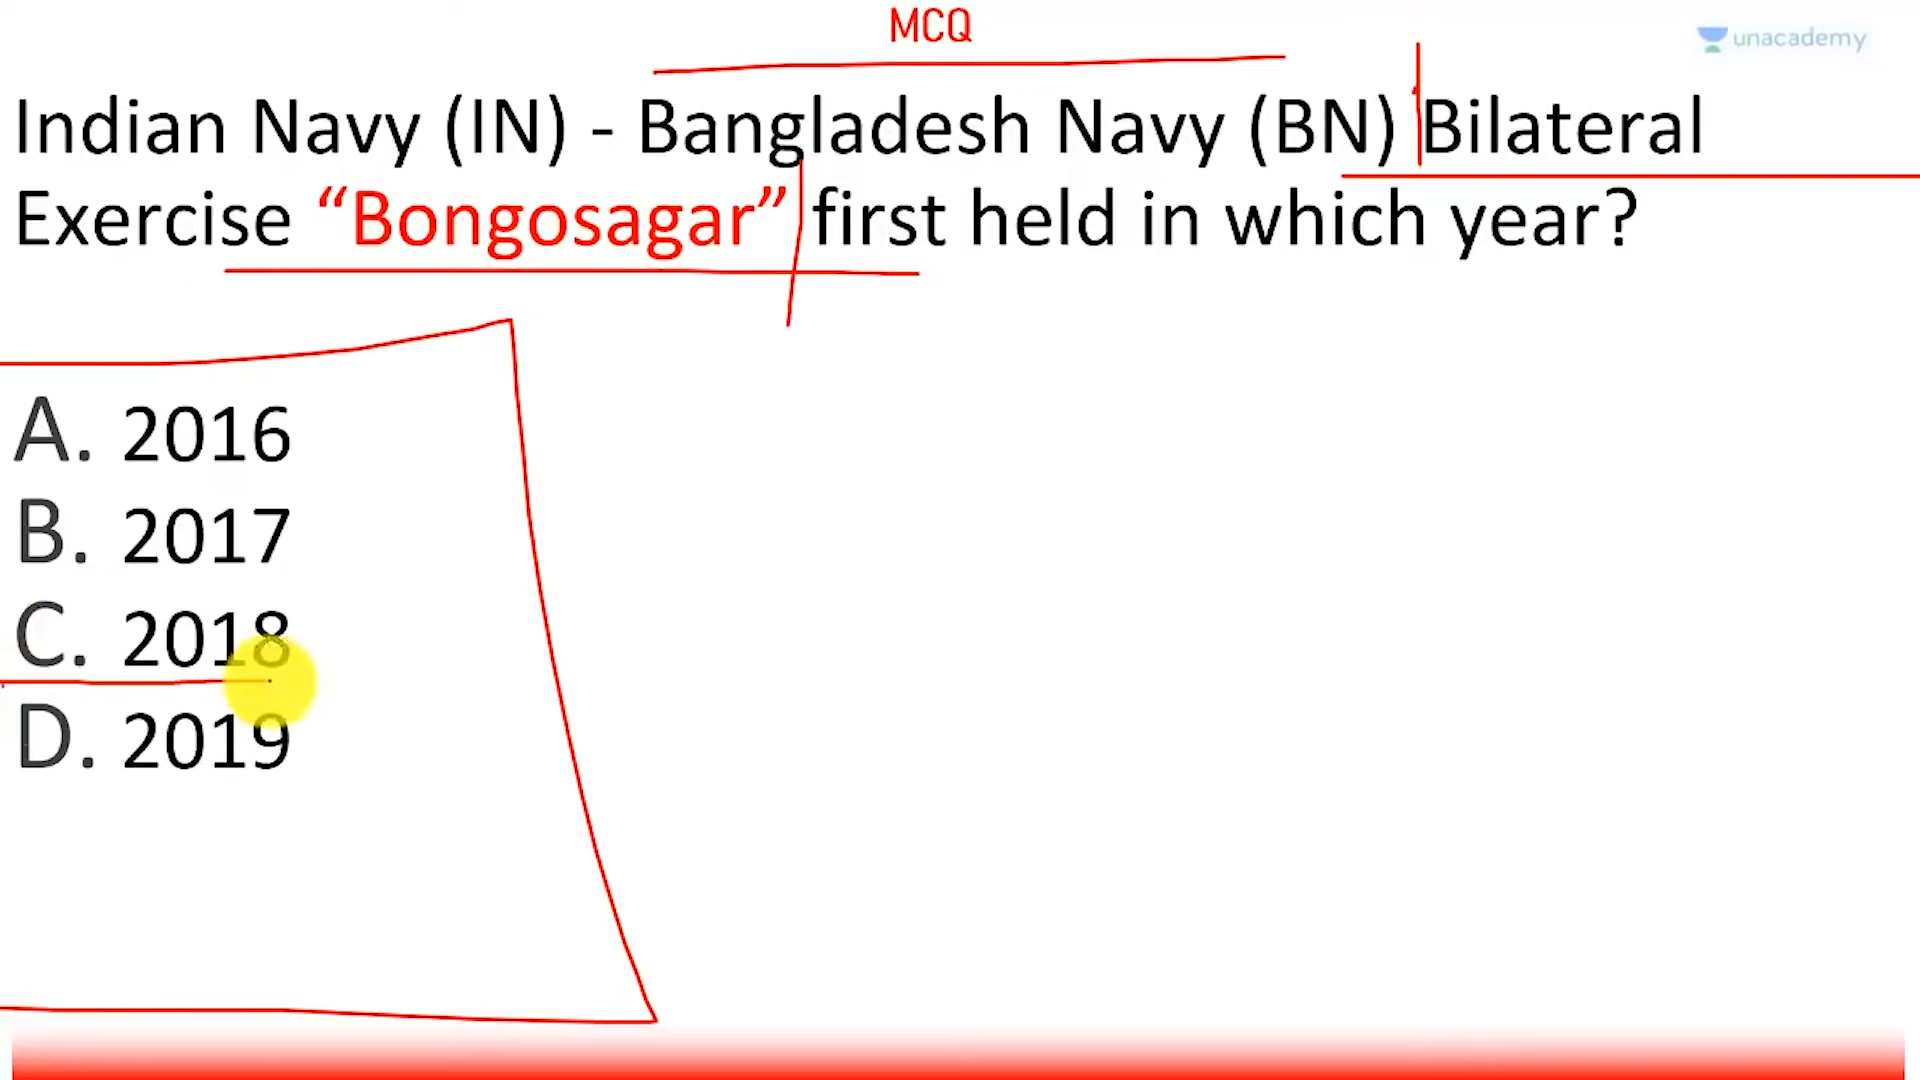 MCQ
unacademy
Indian Navy (IN) - Bangladesh Navy (BN) Bilateral
Exercise “Bongosagar” first held in which year?
A. 2016
B. 2017
C. 2018
D. 2019